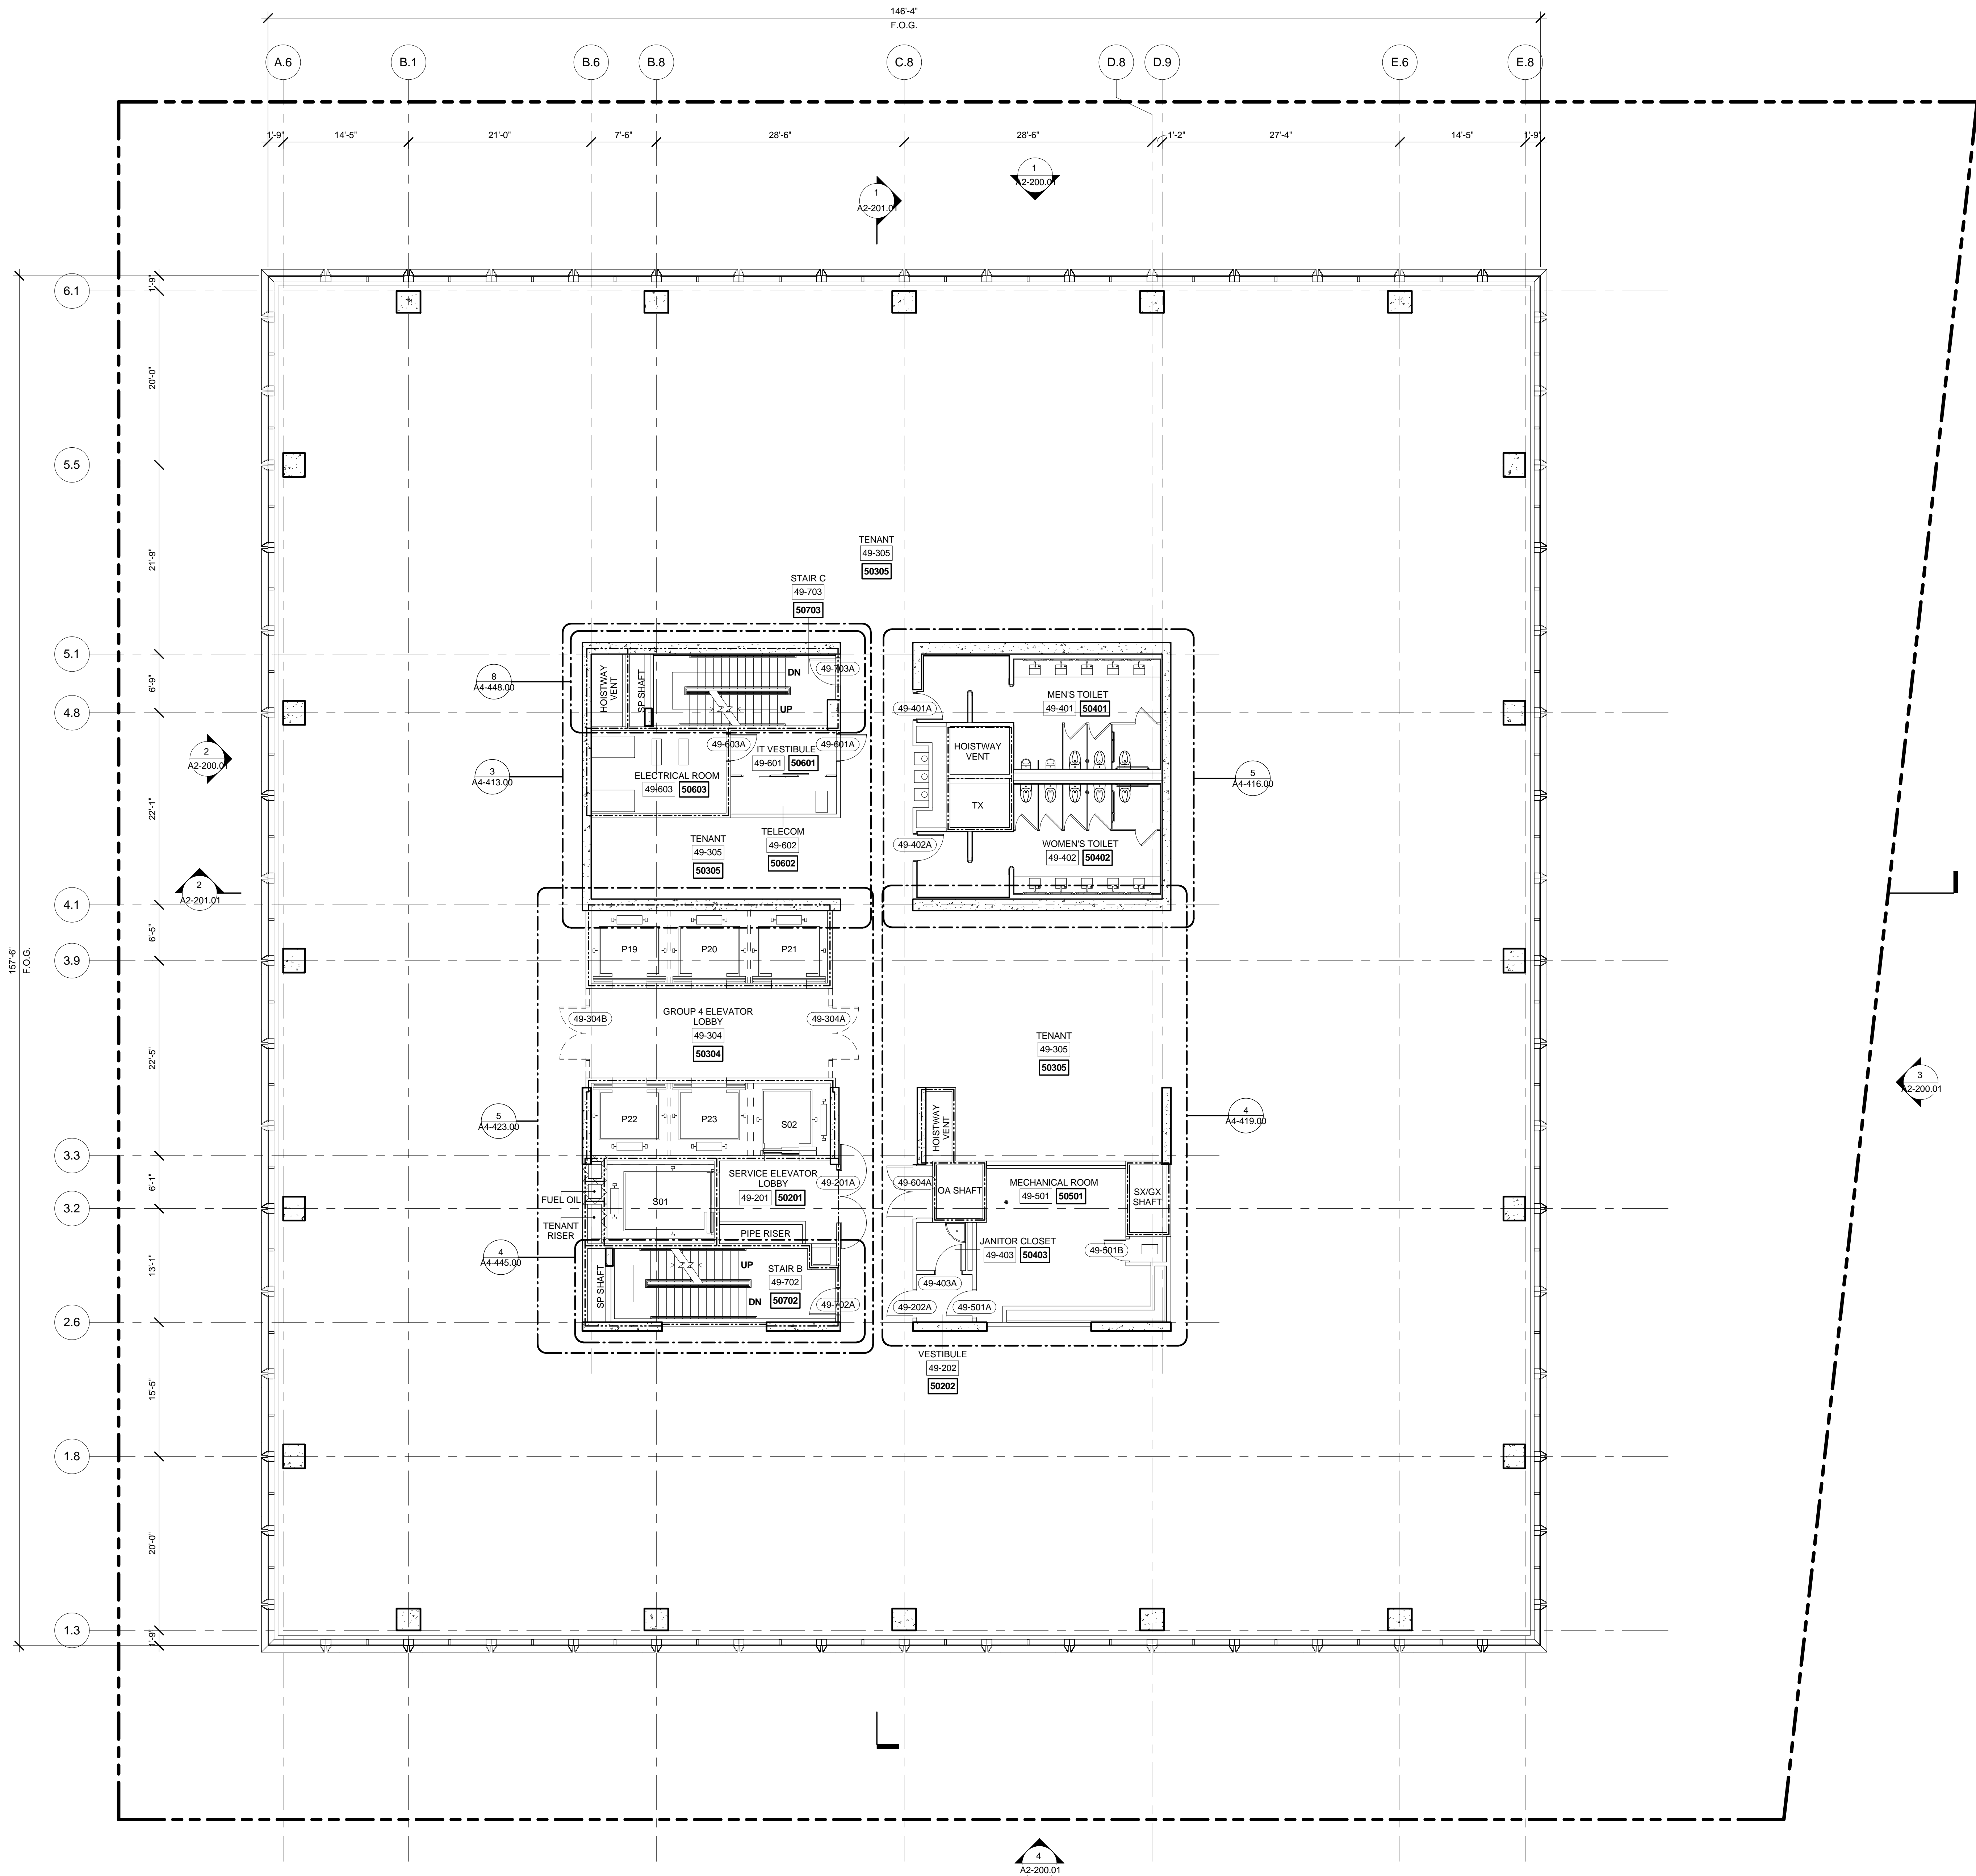 146'-4"
F.O.G.
A.6
B.1
B.6
B.8
C.8
D.8
D.9
E.6
E.8
1'-9"
14'-5"
21'-0"
7'-6"
28'-6"
28'-6"
1'-2"
27'-4"
14'-5"
1'-9"
1
A2-200.01
1
A2-201.01
6.1
5.5
5.1
4.8
4.1
3.9
3.3
3.2
2.6
1.8
1.3
1'-9"
20'-0"
21'-9"
6'-9"
22'-1"
6'-5"
22'-5"
6'-1"
13'-1"
15'-5"
20'-0"
1'-9"
157'-6"
F.O.G.
2
A2-200.01
2
A2-201.01
3
A2-200.01
4
A2-200.01
TENANT
49-305
50305
STAIR C
49-703
50703
8
A4-448.00
HOISTWAY
VENT
SP SHAFT
DN
UP
49-703A
49-603A
49-601A
IT VESTIBULE
49-601
50601
3
A4-413.00
ELECTRICAL ROOM
49-603
50603
TELECOM
49-602
50602
TENANT
49-305
50305
MEN'S TOILET
49-401
50401
49-401A
HOISTWAY
VENT
TX
5
A4-416.00
49-402A
WOMEN'S TOILET
49-402
50402
P19
P20
P21
GROUP 4 ELEVATOR
LOBBY
49-304
50304
49-304B
49-304A
TENANT
49-305
50305
5
A4-423.00
P22
P23
S02
HOISTWAY
VENT
4
A4-419.00
SERVICE ELEVATOR
LOBBY
49-201
50201
49-201A
49-604A
S01
FUEL OIL
TENANT
RISER
PIPE RISER
OA SHAFT
MECHANICAL ROOM
49-501
50501
SX/GX
SHAFT
4
A4-445.00
SP SHAFT
UP
DN
STAIR B
49-702
50702
49-702A
JANITOR CLOSET
49-403
50403
49-501B
49-403A
49-202A
49-501A
VESTIBULE
49-202
50202